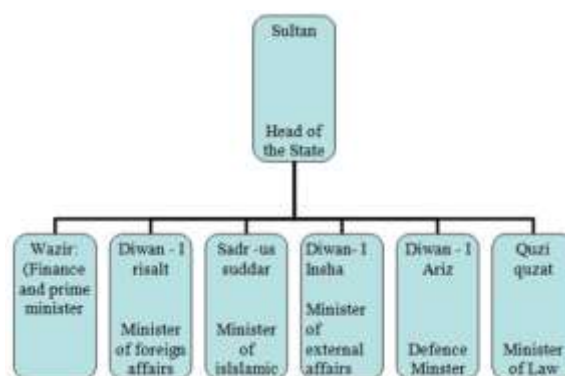 Sultan
Head of
the State
Wazir:
(Finance
and prime
minister
Diwan - I
risalt
Minister
of foreign
affairs
Sadr -us
suddar
Minister
of
isIslamic
Diwan- I
Insha
Minister
of
external
affairs
Diwan - I
Ariz
Defence
Minster
Quzi
quzat
Minister
of Law